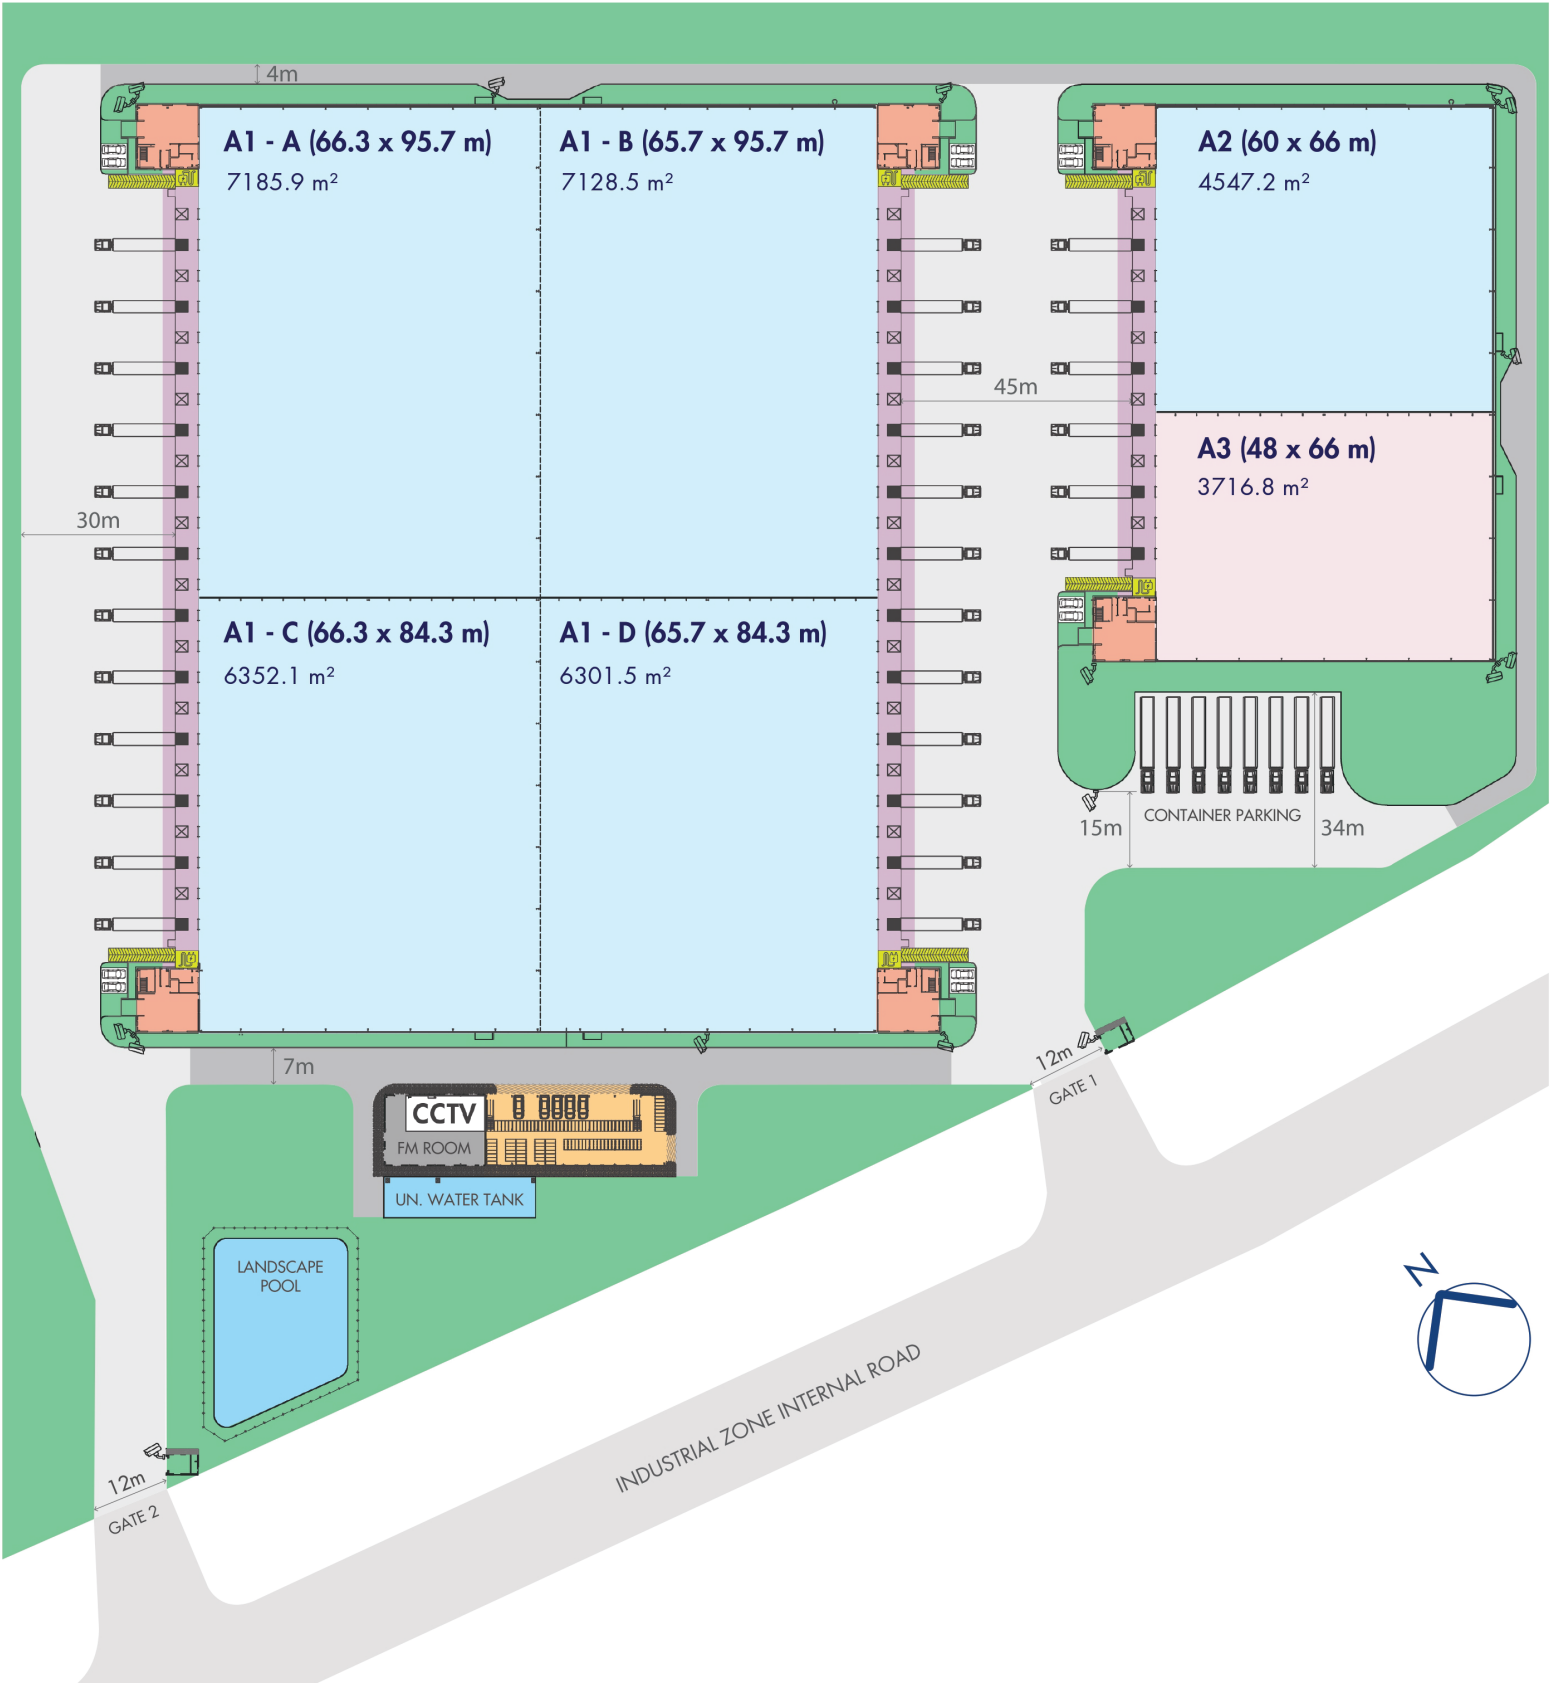 4m
A1 - A (66.3 x 95.7 m)
7185.9 m²
A1 - B (65.7 x 95.7 m)
7128.5 m²
A2 (60 x 66 m)
4547.2 m²
45m
A3 (48 x 66 m)
3716.8 m²
30m
A1 - C (66.3 x 84.3 m)
6352.1 m²
A1 - D (65.7 x 84.3 m)
6301.5 m²
CONTAINER PARKING
15m
34m
12m
GATE 1
7m
CCTV
FM ROOM
UN. WATER TANK
LANDSCAPE
POOL
N
INDUSTRIAL ZONE INTERNAL ROAD
12m
GATE 2